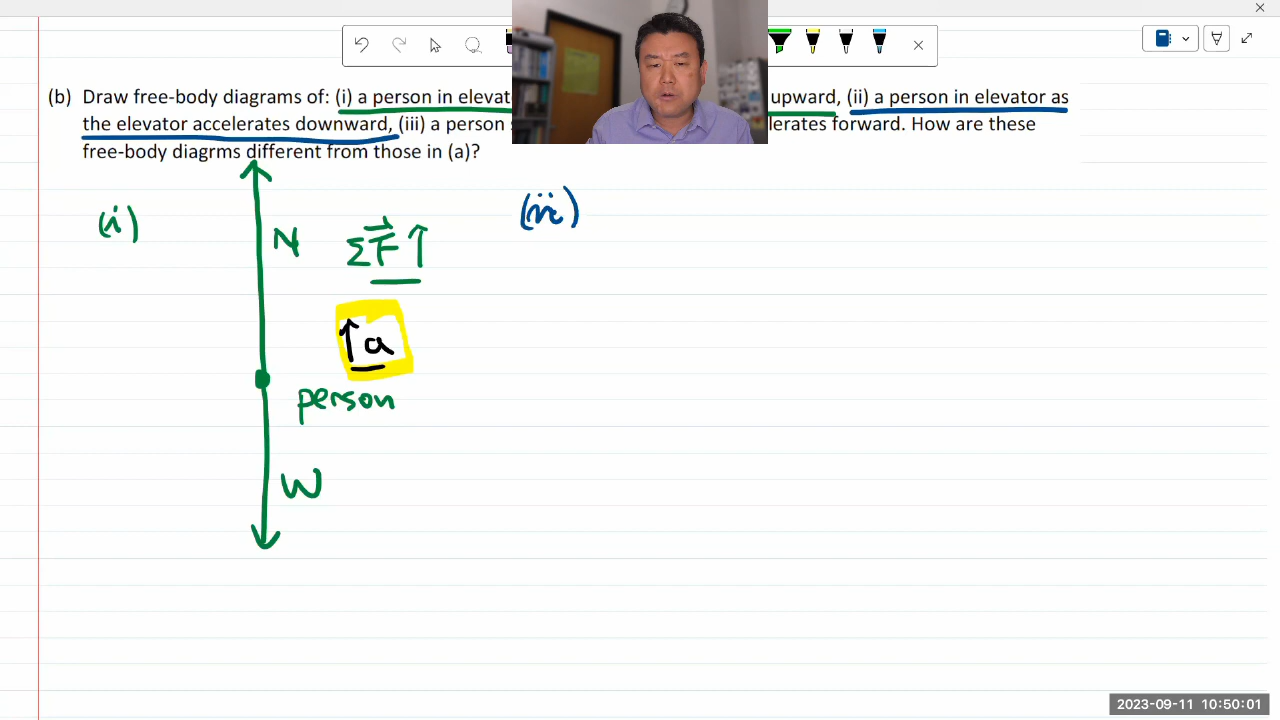 (b) Draw free-body diagrams of: (i) a person in elevat upward, (ii) a person in elevator as
the elevator accelerates downward, (iii) a person lerates forward. How are these
free-body diagrms different from those in (a)?
(i)
N
ΣF⃗ ↑
(ii)
↑ a
person
W
2023-09-11 10:50:01